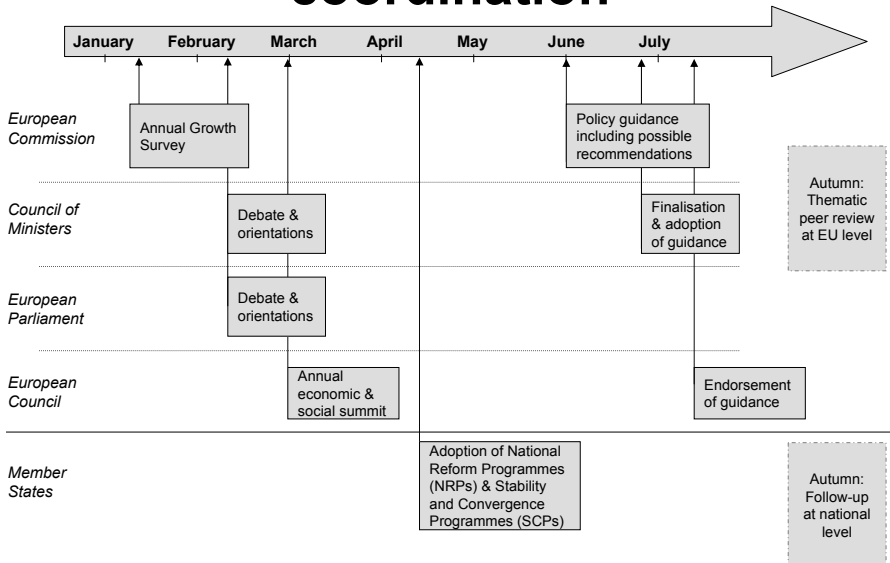 coordination
January February March April May June July
European
Commission
Annual Growth
Survey
Policy guidance
including possible
recommendations
Autumn:
Thematic
peer review
at EU level
Council of
Ministers
Debate &
orientations
Finalisation
& adoption
of guidance
European
Parliament
Debate &
orientations
European
Council
Annual
economic &
social summit
Endorsement
of guidance
Member
States
Adoption of National
Reform Programmes
(NRPs) & Stability
and Convergence
Programmes (SCPs)
Autumn:
Follow-up
at national
level